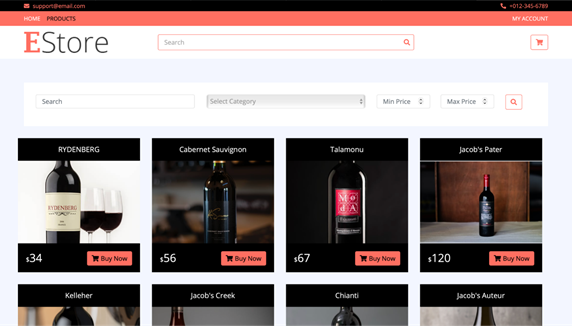 support@email.com
+012-345-6789
HOME PRODUCTS
MY ACCOUNT
EStore
Search
Search
Select Category
Min Price
Max Price
RYDENBERG
Cabernet Sauvignon
Talamonu
Jacob's Pater
RYDENBERG
$34
Buy Now
$56
Buy Now
$67
Buy Now
$120
Buy Now
Kelleher
Jacob's Creek
Chianti
Jacob's Auteur